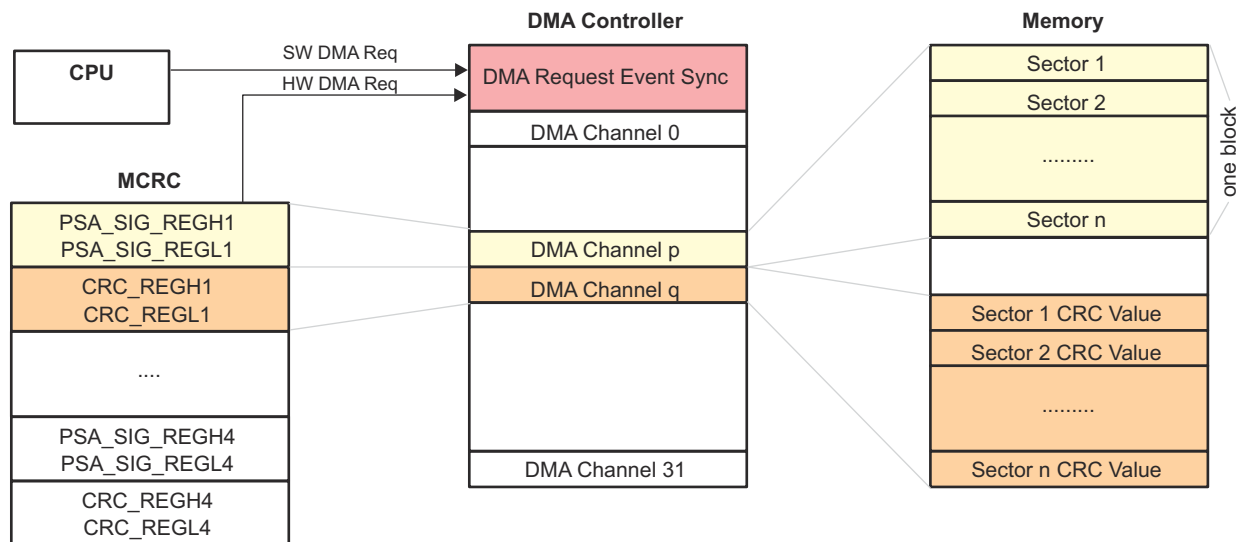 DMA Controller
Memory
CPU
SW DMA Req
HW DMA Req
DMA Request Event Sync
DMA Channel 0
DMA Channel p
DMA Channel q
DMA Channel 31
MCRC
PSA_SIG_REGH1
PSA_SIG_REGL1
CRC_REGH1
CRC_REGL1
....
PSA_SIG_REGH4
PSA_SIG_REGL4
CRC_REGH4
CRC_REGL4
Sector 1
Sector 2
.........
Sector n
one block
Sector 1 CRC Value
Sector 2 CRC Value
.........
Sector n CRC Value